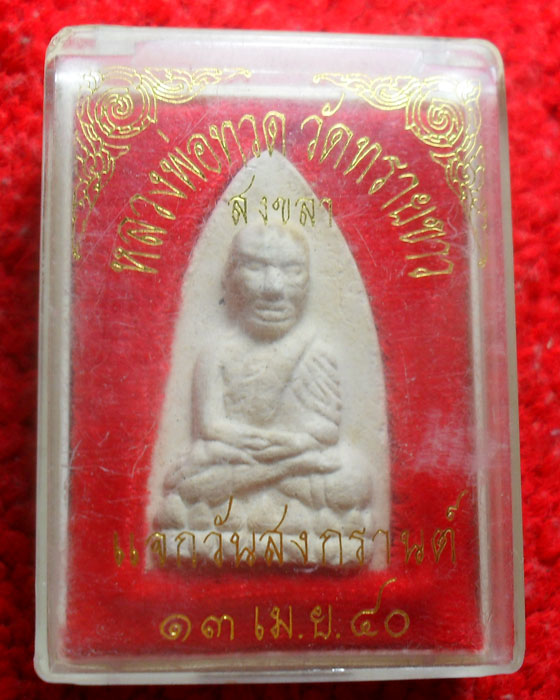 หลวงพ่อทวด วัดทรายขาว
สงขลา
แจกวันสงกรานต์
๑๓ เม.ย. ๔๐